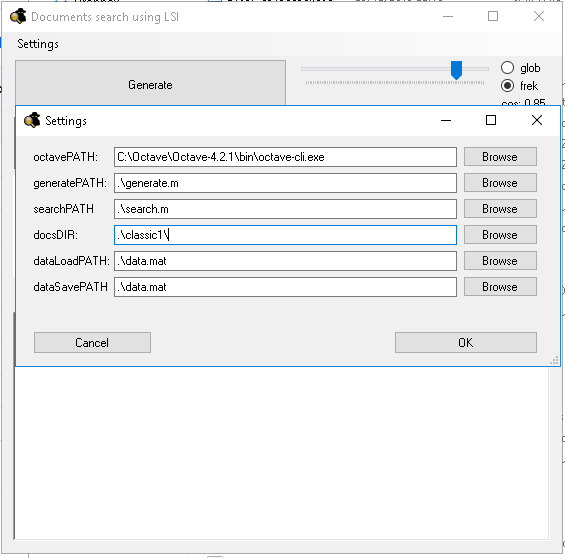 Documents search using LSI
Settings
Generate
glob
frek
cos: 0.85
Settings
octavePATH: C:\Octave\Octave-4.2.1\bin\octave-cli.exe Browse
generatePATH: .\generate.m Browse
searchPATH .\search.m Browse
docsDIR: .\classic1\ Browse
dataLoadPATH: .\data.mat Browse
dataSavePATH .\data.mat Browse
Cancel OK